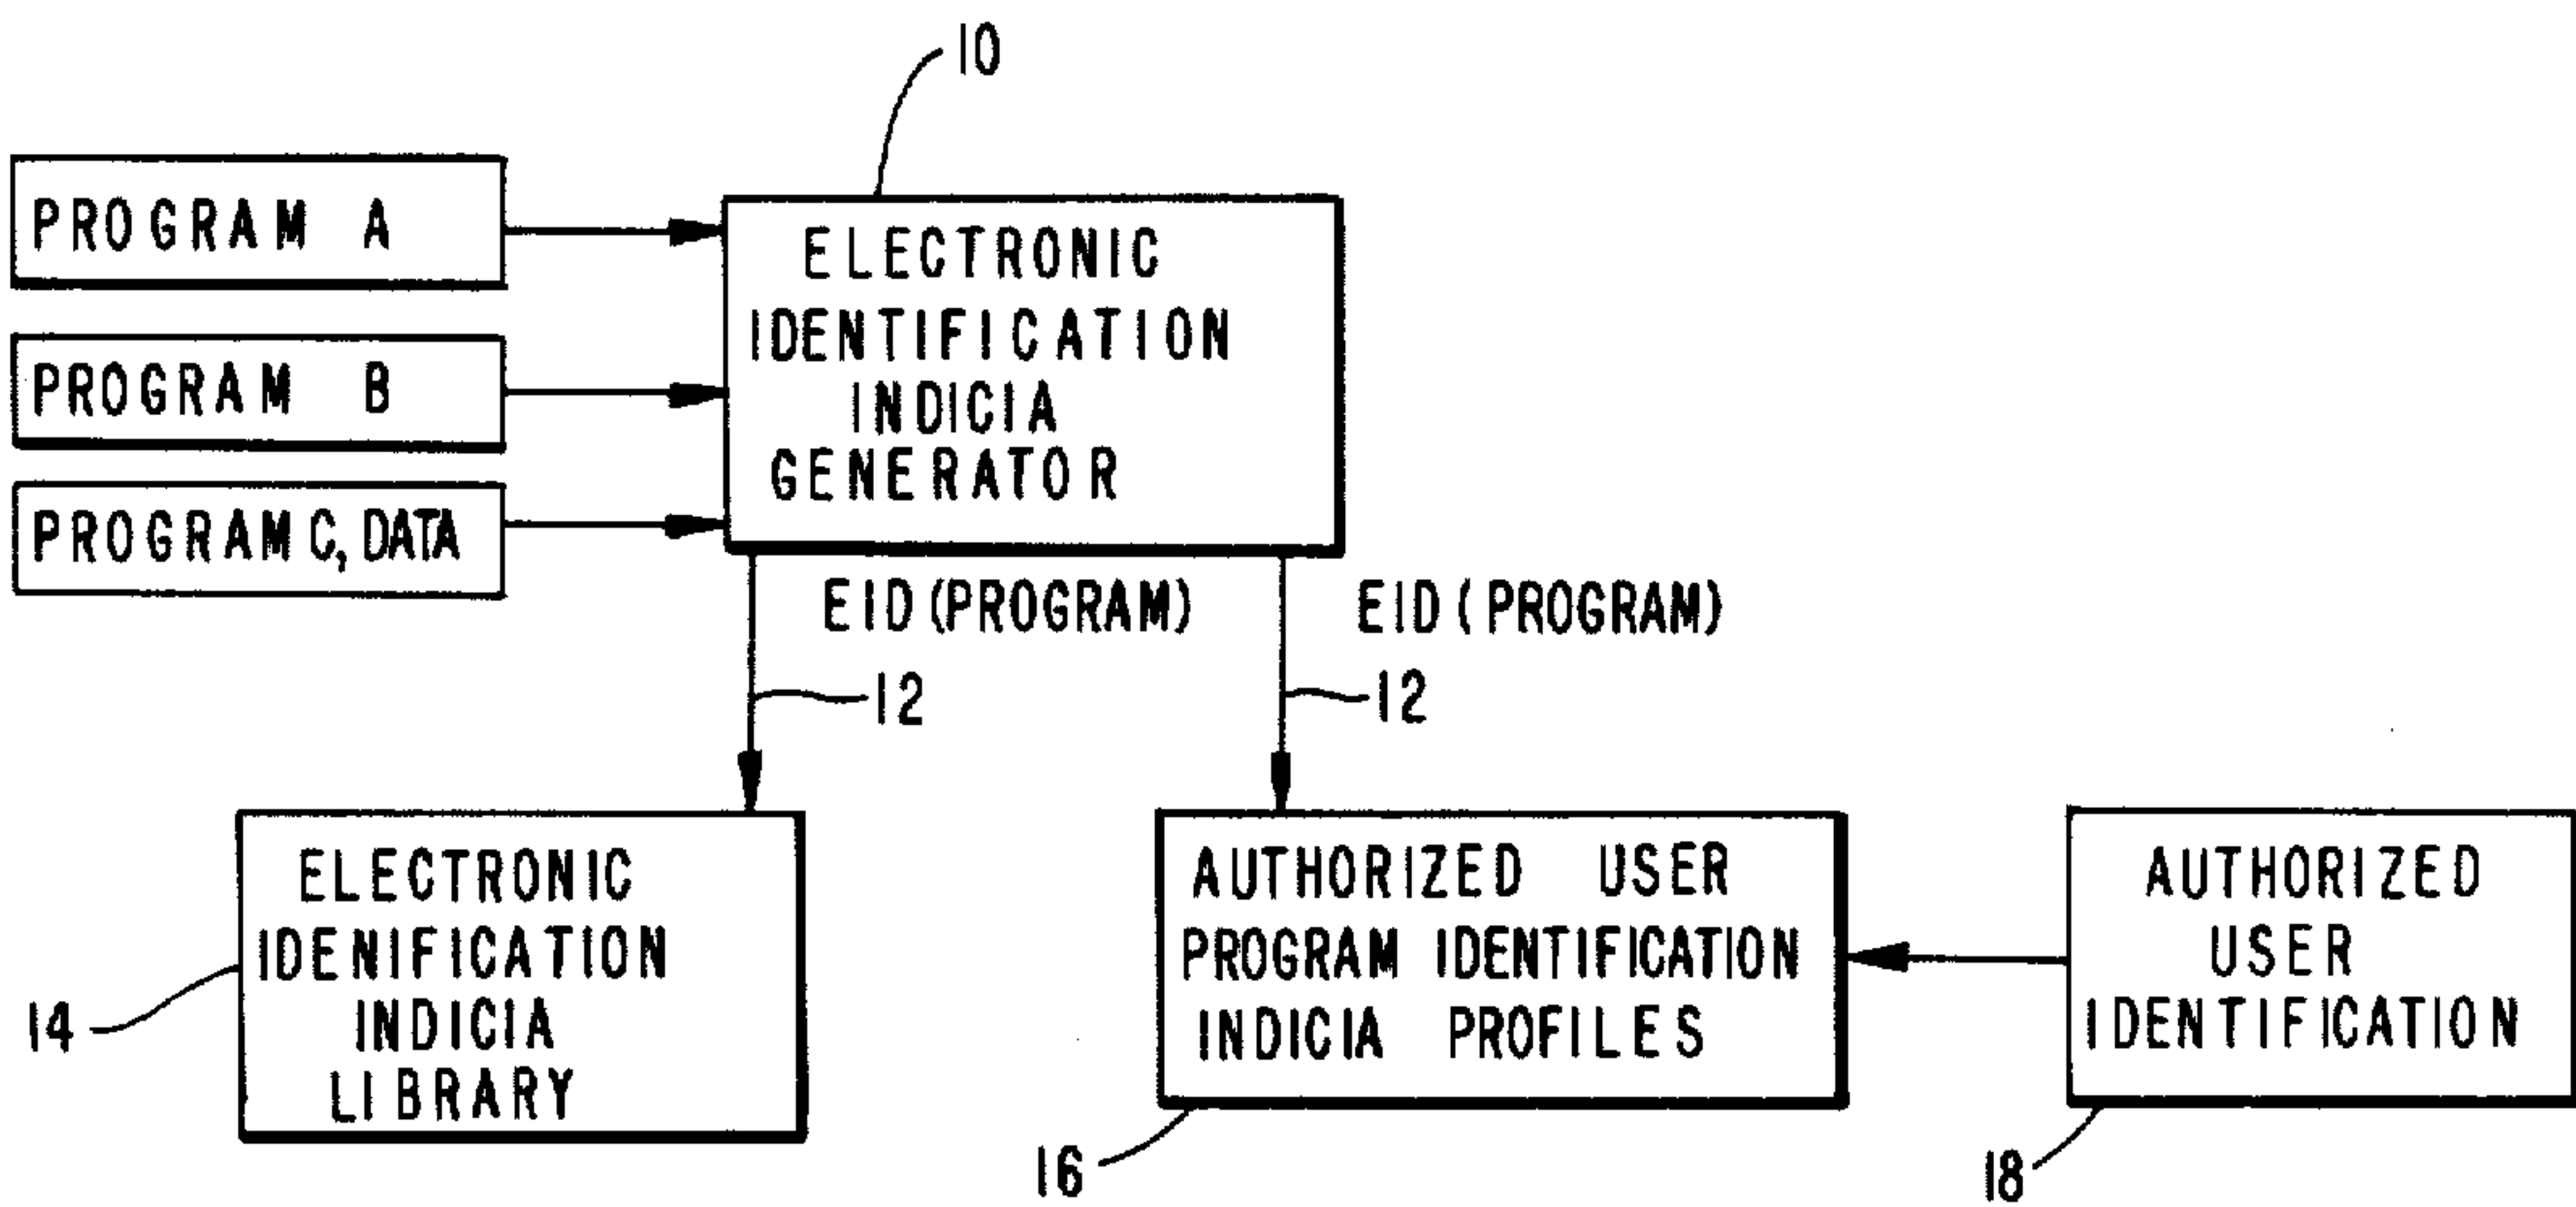 10
PROGRAM A
PROGRAM B
PROGRAM C, DATA
ELECTRONIC
IDENTIFICATION
INDICIA
GENERATOR
EID (PROGRAM)
EID (PROGRAM)
12
12
ELECTRONIC
IDENIFICATION
INDICIA
LIBRARY
14
AUTHORIZED USER
PROGRAM IDENTIFICATION
INDICIA PROFILES
16
AUTHORIZED
USER
IDENTIFICATION
18